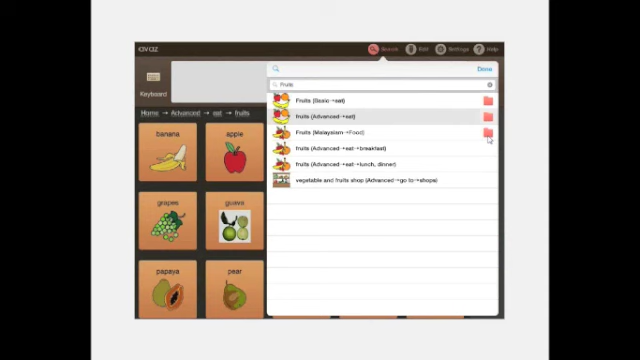 avaz
Search
Edit
Settings
Help
Done
Keyboard
Fruits
Home → Advanced → eat → fruits
Fruits (Basic→eat)
fruits (Advanced→eat)
Fruits (Malaysism→Food)
fruits (Advanced→eat→breakfast)
fruits (Advanced→eat→lunch, dinner)
vegetable and fruits shop (Advanced→go to→shops)
banana
apple
grapes
guava
papaya
pear